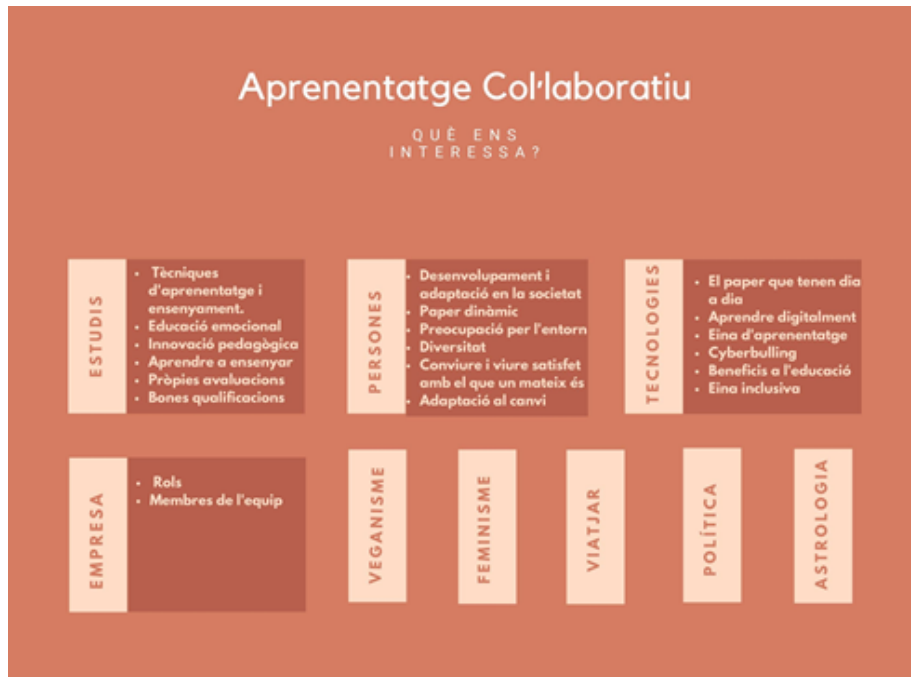 Aprenentatge Col·laboratiu
QUÈ ENS
INTERESSA?
ESTUDIS
• Tècniques
d'aprenentatge i
ensenyament.
• Educació emocional
• Innovació pedagògica
• Aprendre a ensenyar
• Pròpies avaluacions
• Bones qualificacions
PERSONES
• Desenvolupament i
adaptació en la societat
• Paper dinàmic
• Preocupació per l'entorn
• Diversitat
• Conviure i viure satisfet
amb el que un mateix és
• Adaptació al canvi
TECNOLOGIES
• El paper que tenen dia
a dia
• Aprendre digitalment
• Eina d'aprenentatge
• Cyberbulling
• Beneficis a l'educació
• Eina inclusiva
EMPRESA
• Rols
• Membres de l'equip
VEGANISME
FEMINISME
VIATJAR
POLÍTICA
ASTROLOGIA